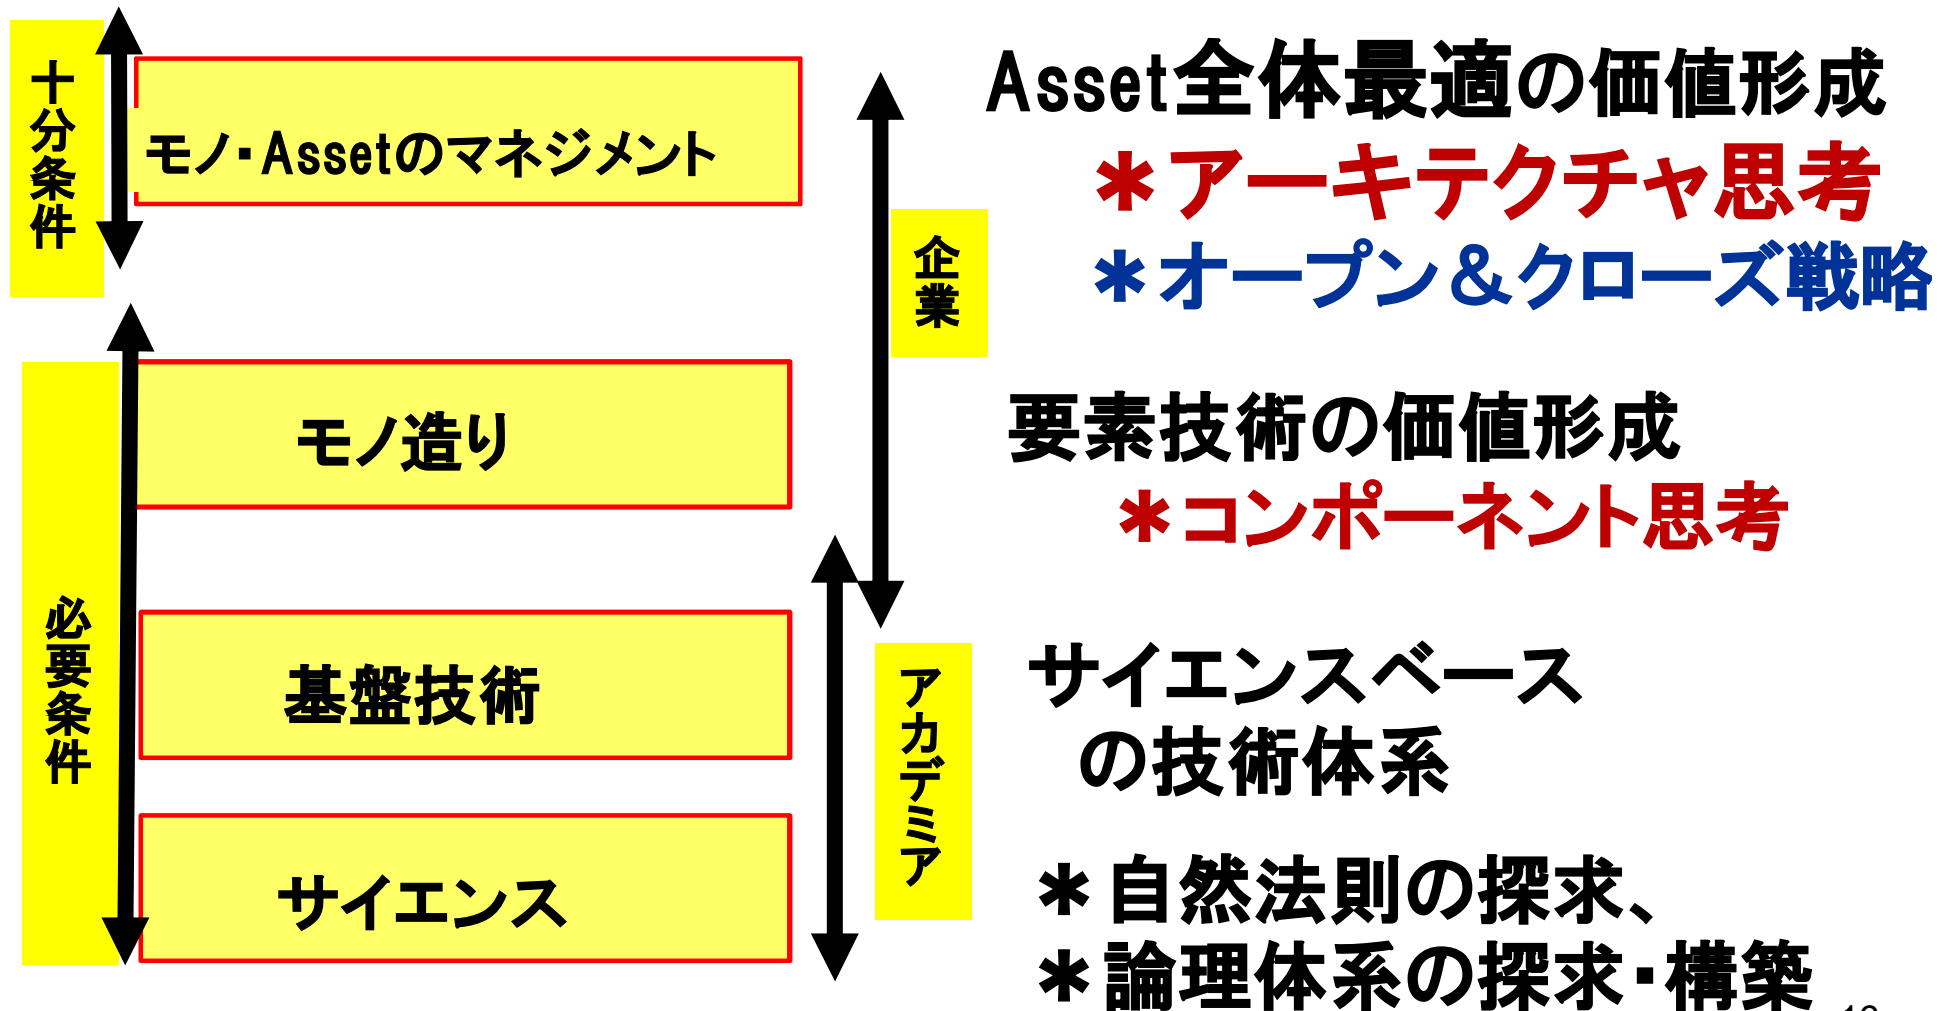 十分条件
モノ・Assetのマネジメント
企業
Asset全体最適の価値形成
＊アーキテクチャ思考
＊オープン＆クローズ戦略
必要条件
モノ造り
要素技術の価値形成
＊コンポーネント思考
基盤技術
アカデミア
サイエンスベース
の技術体系
サイエンス
＊自然法則の探求、
＊論理体系の探求・構築